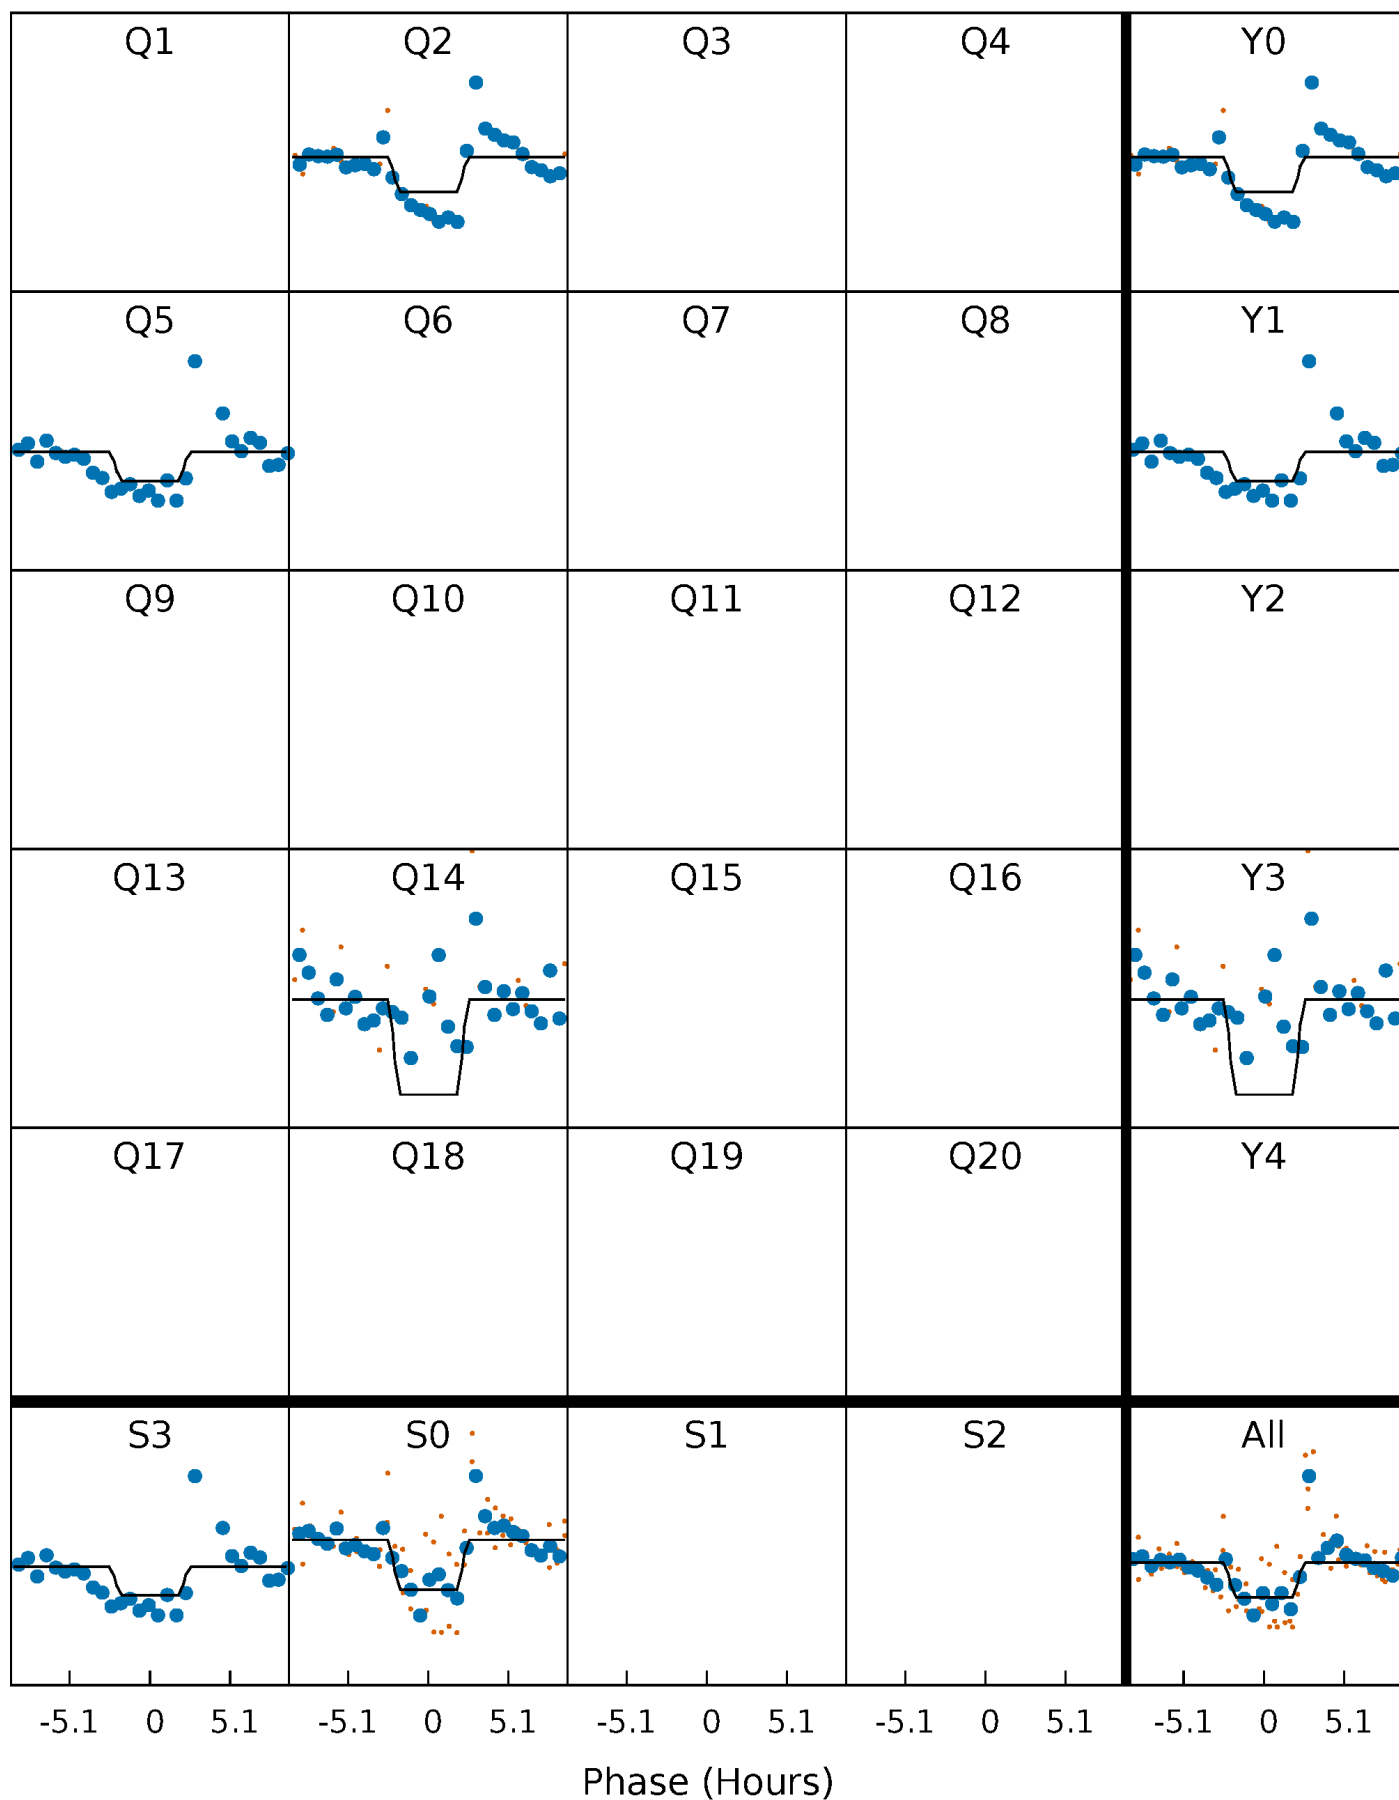 Q1 Q2 Q3 Q4 Y0
Q5 Q6 Q7 Q8 Y1
Q9 Q10 Q11 Q12 Y2
Q13 Q14 Q15 Q16 Y3
Q17 Q18 Q19 Q20 Y4
S3 S0 S1 S2 All
-5.1 0 5.1 -5.1 0 5.1 -5.1 0 5.1 -5.1 0 5.1 -5.1 0 5.1
Phase (Hours)